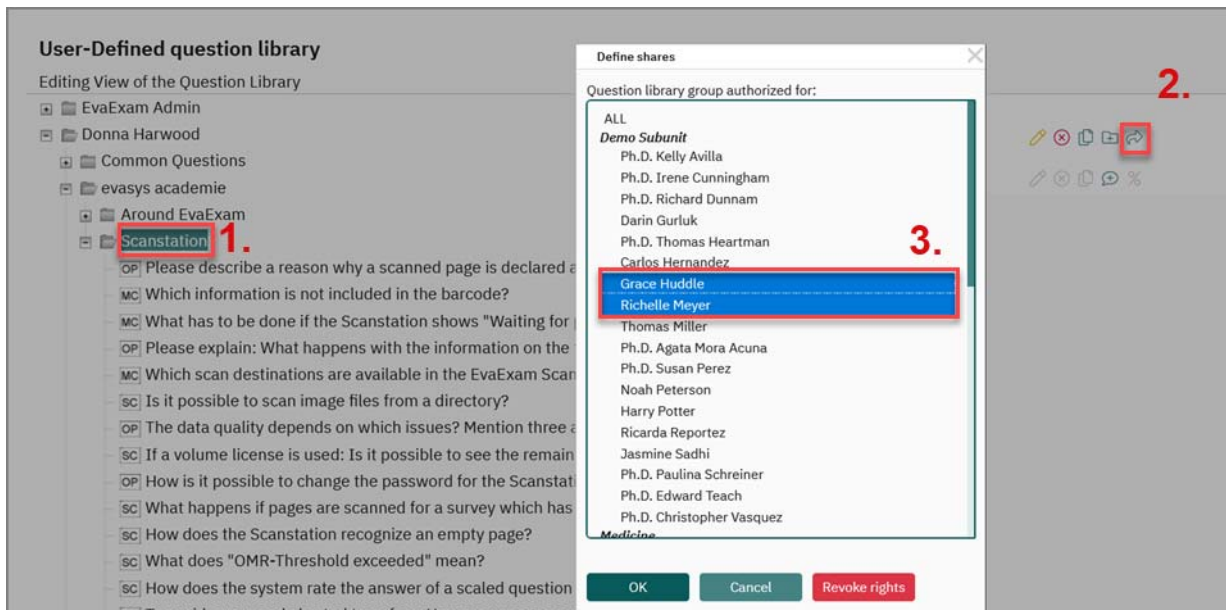 User-Defined question library
Editing View of the Question Library
EvaExam Admin
Donna Harwood
Common Questions
evasys academie
Around EvaExam
Scanstation
1.
OP Please describe a reason why a scanned page is declared
MC Which information is not included in the barcode?
MC What has to be done if the Scanstation shows "Waiting for
OP Please explain: What happens with the information on the
MC Which scan destinations are available in the EvaExam
SC Is it possible to scan image files from a directory?
OP The data quality depends on which issues? Mention three
SC If a volume license is used: Is it possible to see the
OP How is it possible to change the password for the
SC What happens if pages are scanned for a survey which has
SC How does the Scanstation recognize an empty page?
SC What does "OMR-Threshold exceeded" mean?
SC How does the system rate the answer of a scaled question
Define shares
Question library group authorized for:
ALL
Demo Subunit
Ph.D. Kelly Avilla
Ph.D. Irene Cunningham
Ph.D. Richard Dunnam
Darin Gurluk
Ph.D. Thomas Heartman
Carlos Hernandez
Grace Huddle
Richelle Meyer
Thomas Miller
Ph.D. Agata Mora Acuna
Ph.D. Susan Perez
Noah Peterson
Harry Potter
Ricarda Reportez
Jasmine Sadhi
Ph.D. Paulina Schreiner
Ph.D. Edward Teach
Ph.D. Christopher Vasquez
Medicine
3.
OK Cancel Revoke rights
2.